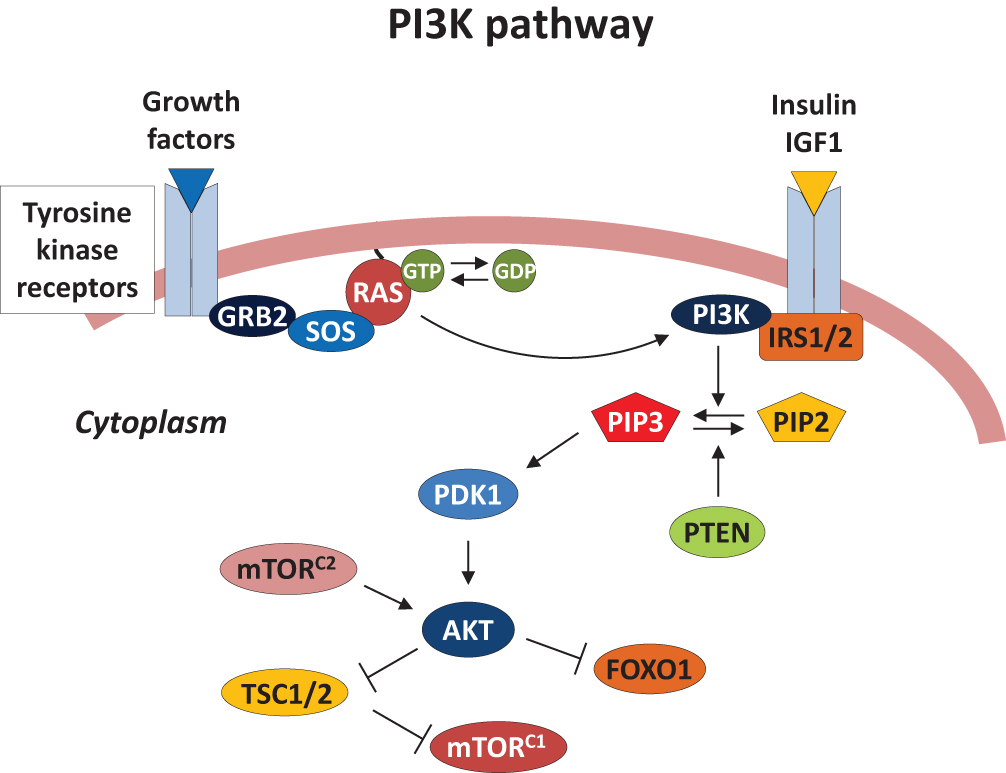 PI3K pathway
Growth
factors
Insulin
IGF1
Tyrosine
kinase
receptors
GTP
GDP
RAS
GRB2
SOS
PI3K
IRS1/2
Cytoplasm
PIP3
PIP2
PDK1
PTEN
mTORC2
AKT
FOXO1
TSC1/2
mTORC1